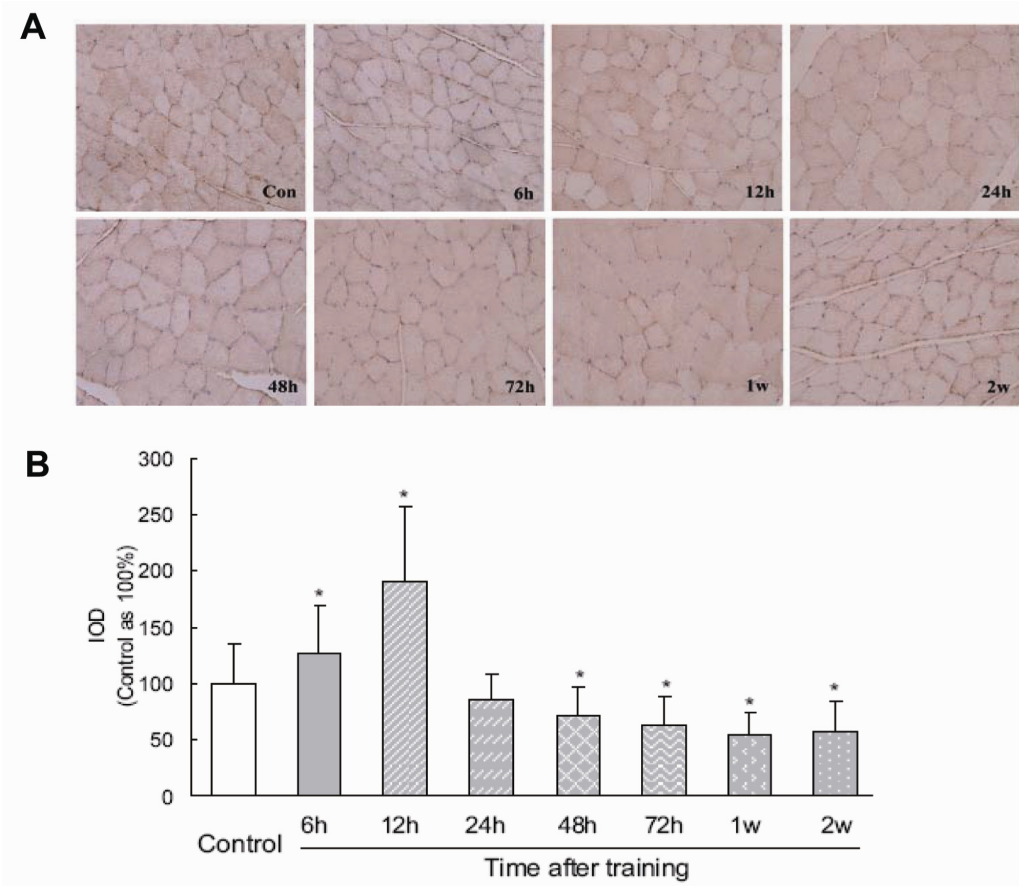 A
Con
6h
12h
24h
48h
72h
1w
2w
B
300
250
200
150
100
50
0
IOD
(Control as 100%)
*
*
*
*
*
*
Control
6h
12h
24h
48h
72h
1w
2w
Time after training